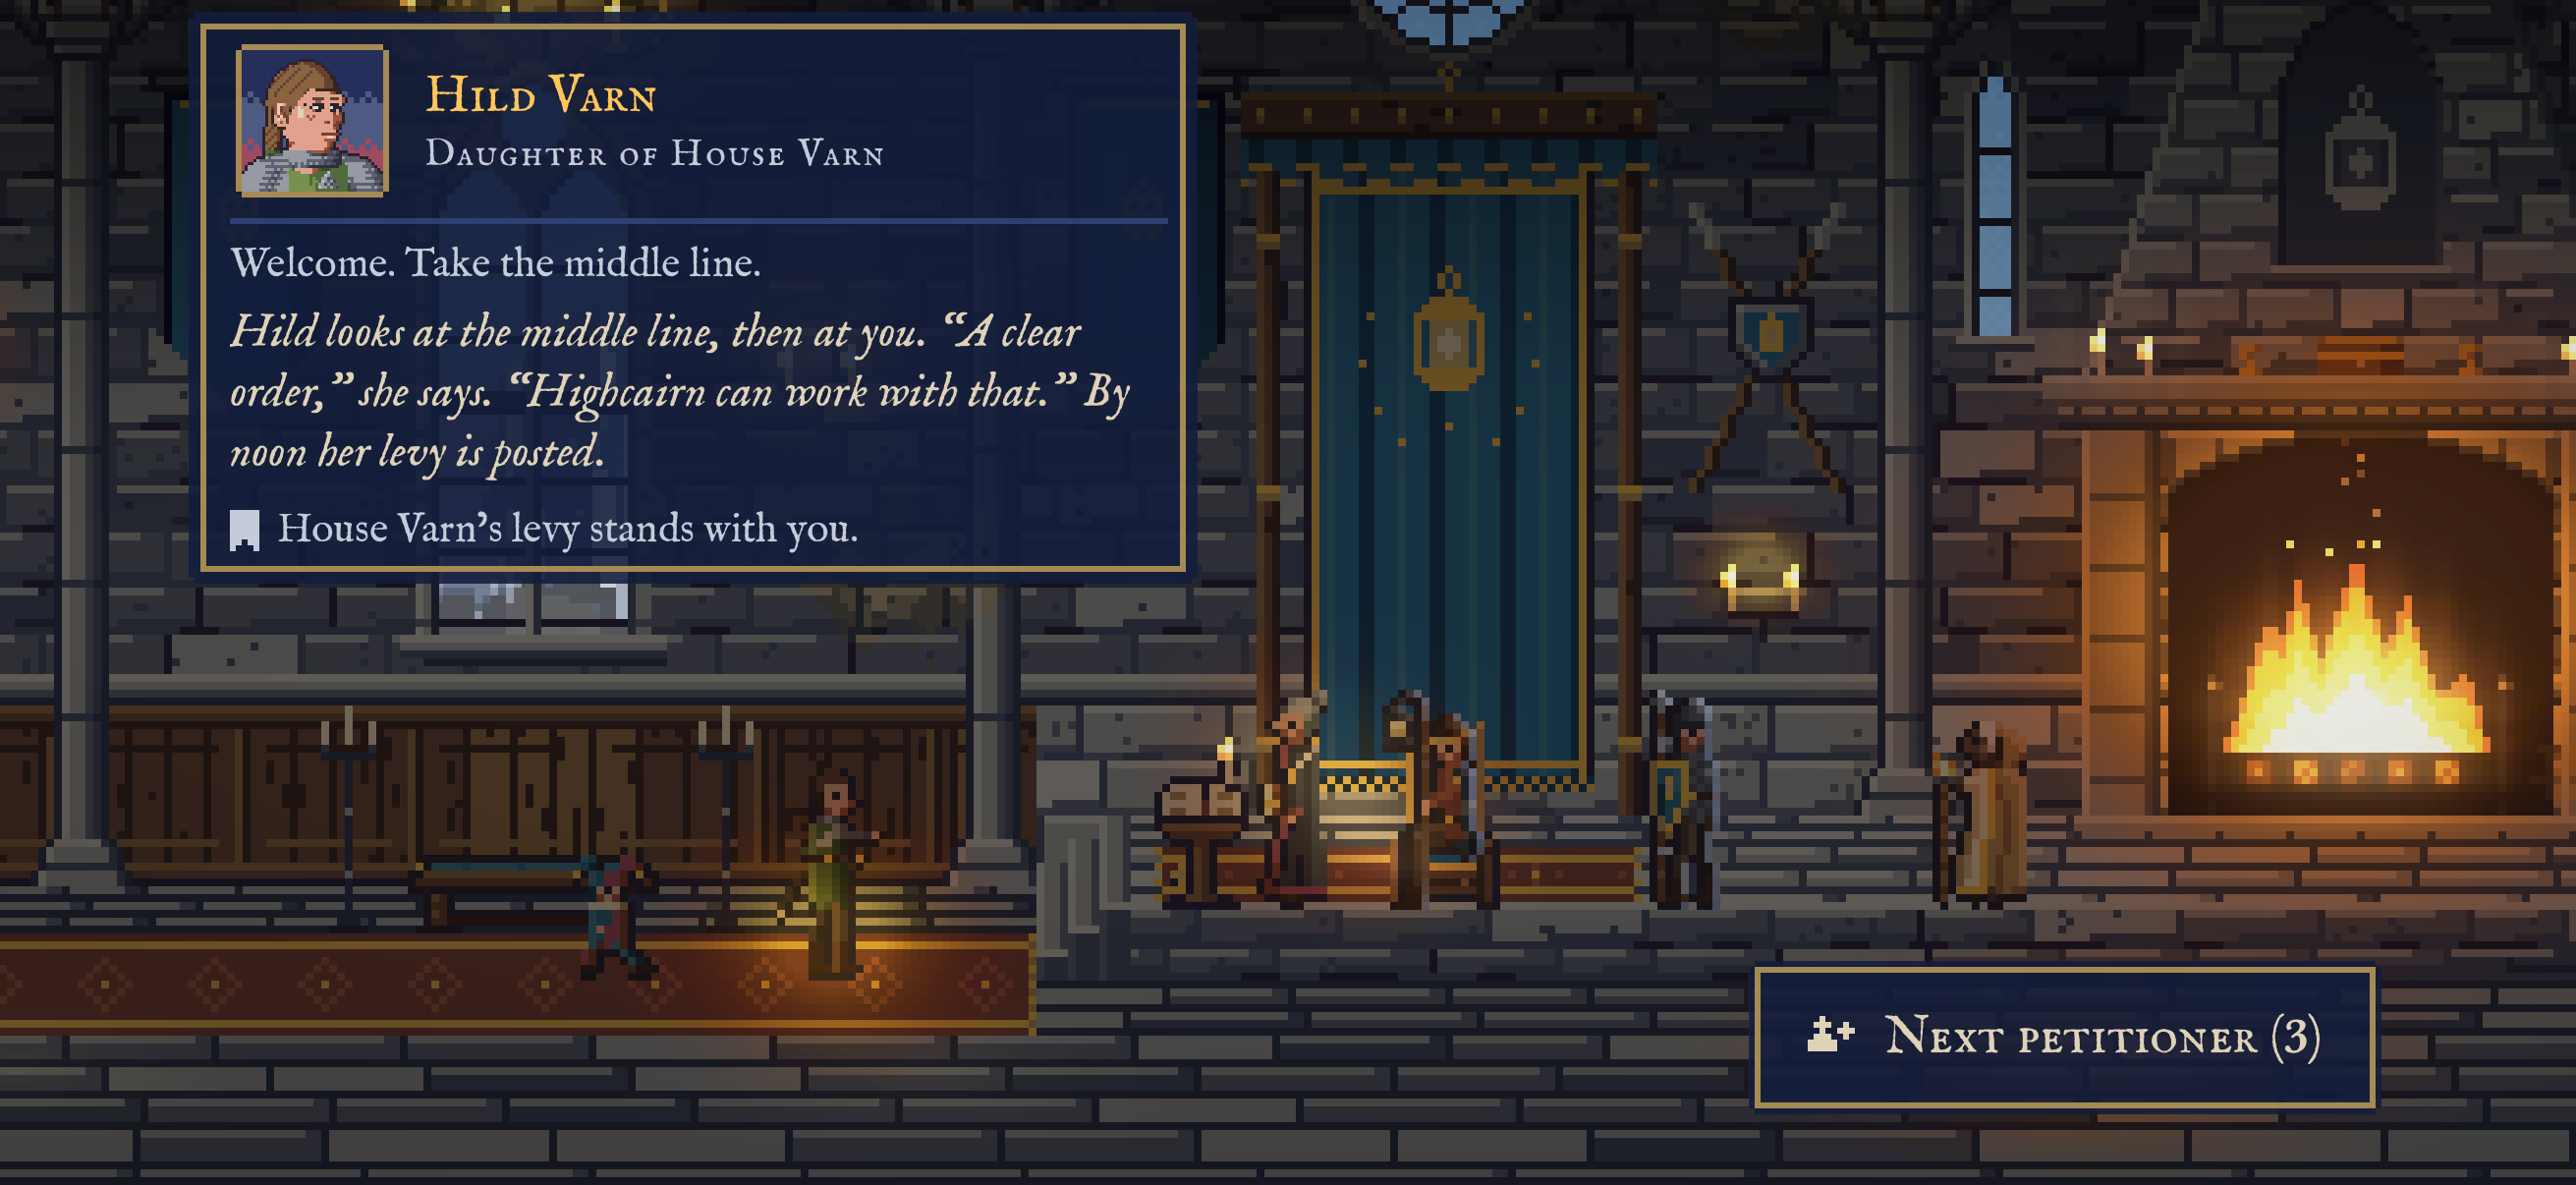 Hild Varn
Daughter of House Varn
Welcome. Take the middle line.
Hild looks at the middle line, then at you. “A clear
order,” she says. “Highcairn can work with that.” By
noon her levy is posted.
House Varn’s levy stands with you.
Next petitioner (3)